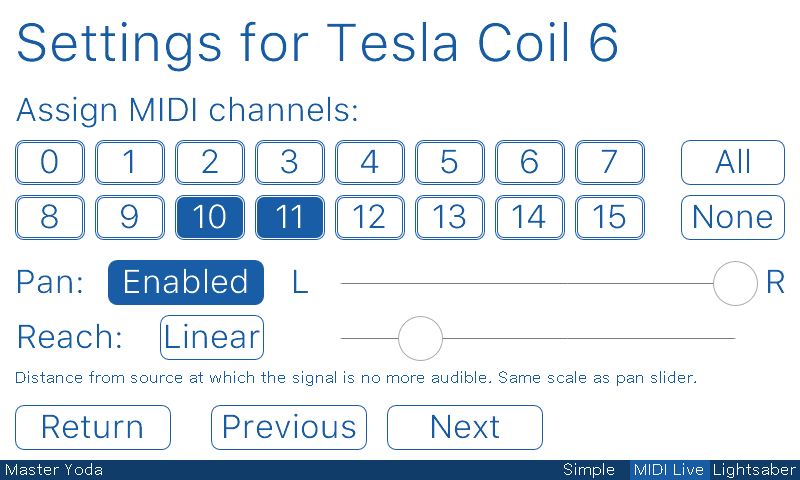 Settings for Tesla Coil 6
Assign MIDI channels:
0 1 2 3 4 5 6 7 All
8 9 10 11 12 13 14 15 None
Pan: Enabled L R
Reach: Linear
Distance from source at which the signal is no more audible. Same scale as pan slider.
Return Previous Next
Master Yoda Simple MIDI Live Lightsaber